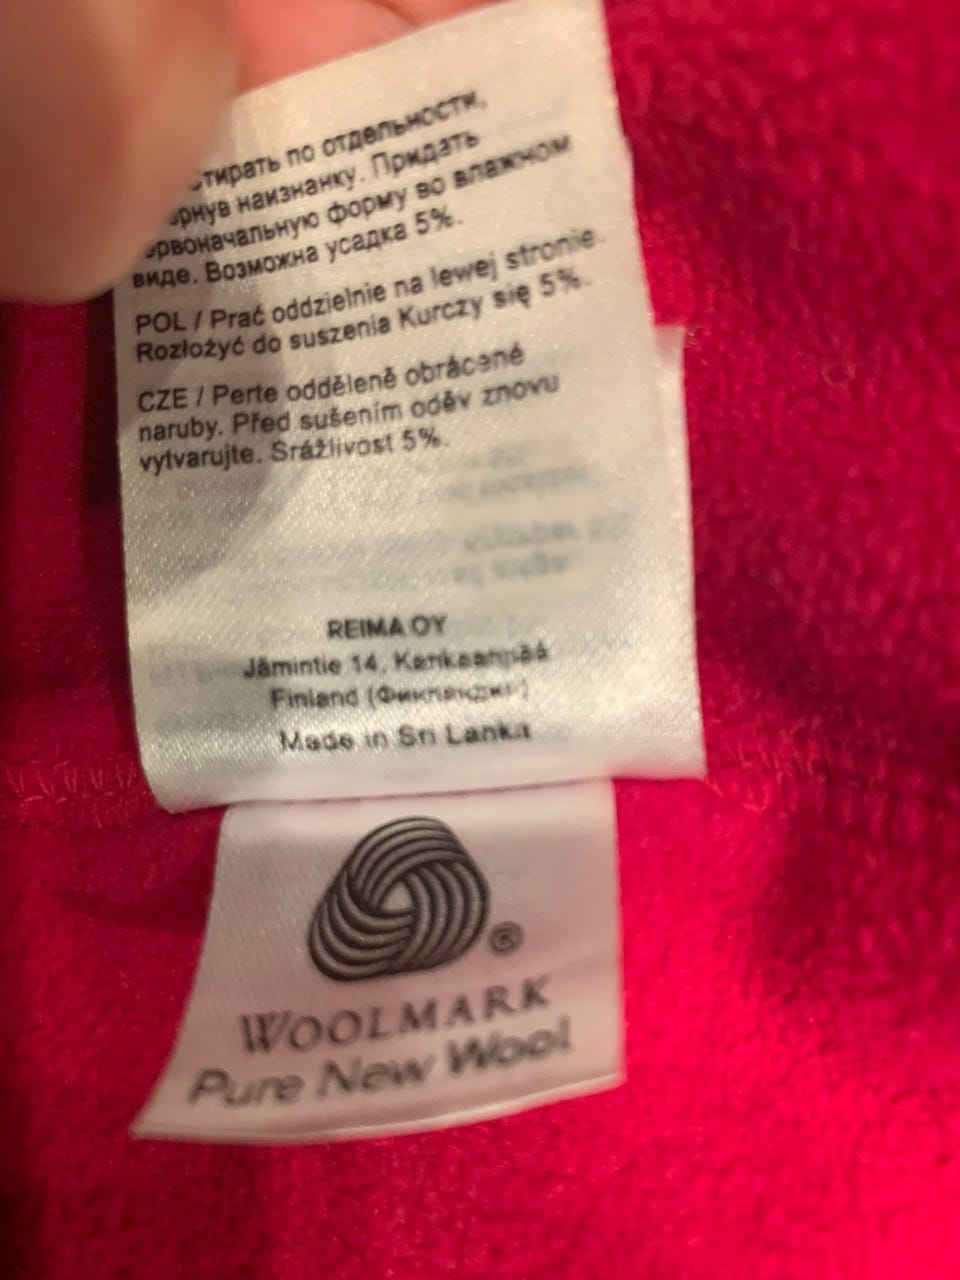 стирать по отдельности,
наизнанку. Придать
первоначальную форму во влажном
виде. Возможна усадка 5%.
POL / Prać oddzielnie na lewej stronie.
Rozłożyć do suszenia Kurczy się 5%.
CZE / Perte odděleně obrácené
naruby. Před sušením oděv znovu
vytvarujte. Srážlivost 5%.
REIMA OY
Jämintie 14, Kankaanpää
Finland (Финляндия)
Made in Sri Lanka
®
WOOLMARK
Pure New Wool